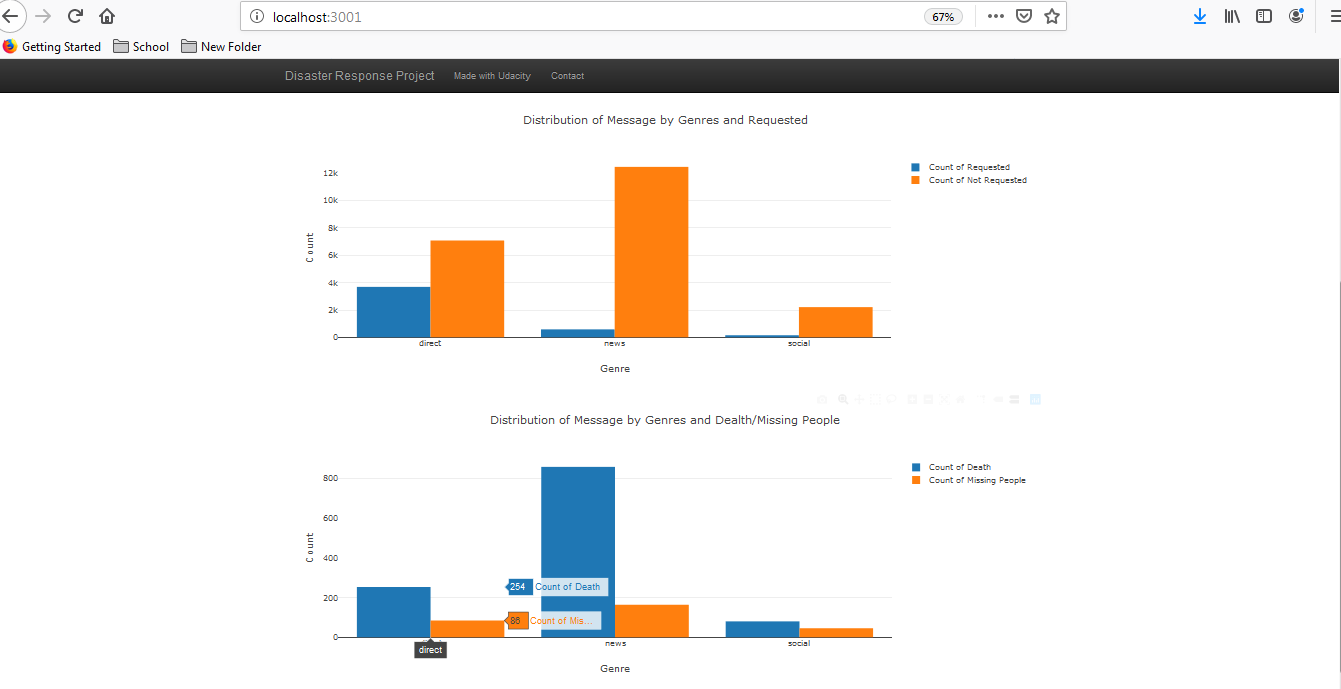 localhost:3001
67%
Getting Started School New Folder
Disaster Response Project Made with Udacity Contact
Distribution of Message by Genres and Requested
Count of Requested
Count of Not Requested
12k
10k
8k
6k
4k
2k
0
Count
direct news social
Genre
Distribution of Message by Genres and Dealth/Missing People
Count of Death
Count of Missing People
800
600
400
200
0
Count
254 Count of Death
86 Count of Mis...
direct news social
Genre